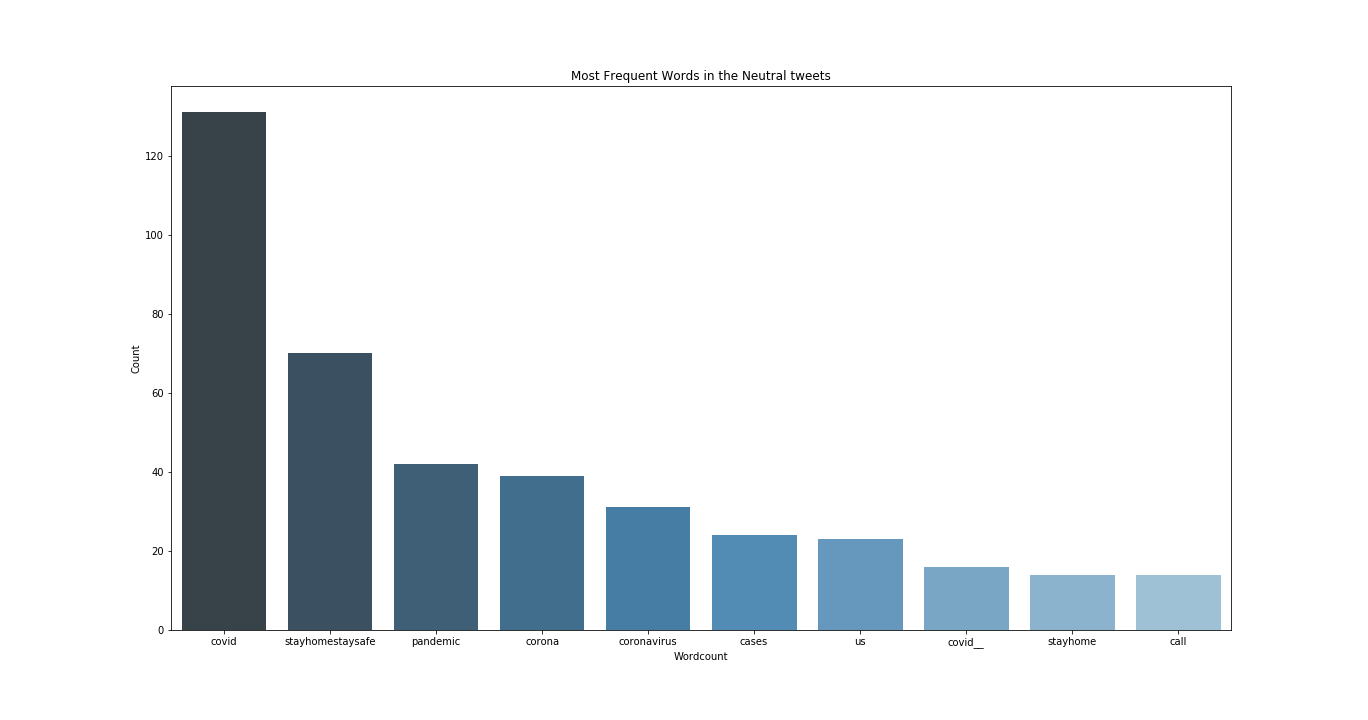 Most Frequent Words in the Neutral tweets
Count
120
100
80
60
40
20
0
covid stayhomestaysafe pandemic corona coronavirus cases us covid__ stayhome call
Wordcount